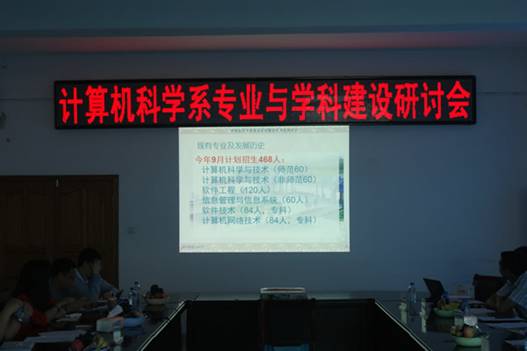 计算机科学系专业与学科建设研讨会
既有专业及发展历史
今年9月计划招生468人:
计算机科学与技术(师范60)
计算机科学与技术(非师范60)
软件工程(120人)
信息管理与信息系统(60人)
软件技术(84人,专科)
计算机网络技术(84人,专科)